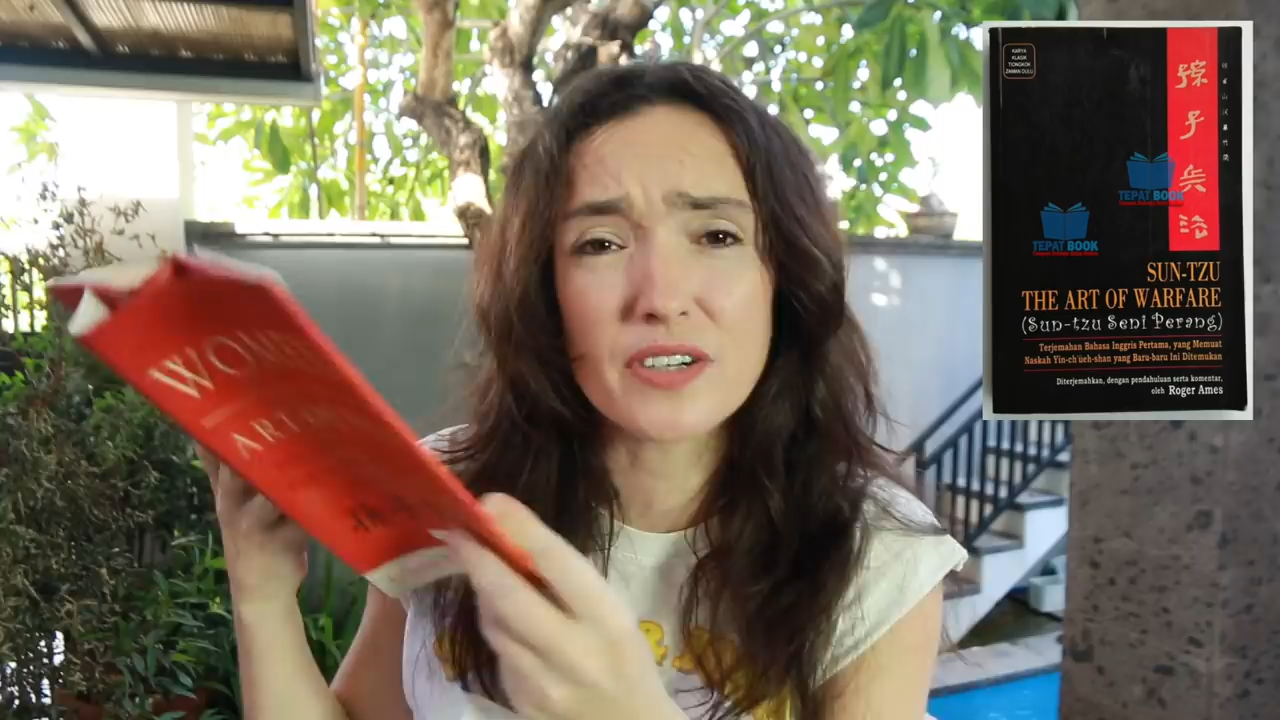 WOMEN
ART OF
KARYA
KLASIK
TIONGKOK
ZAMAN DULU
孫子兵法
TEPAT BOOK
TEPAT BOOK
SUN-TZU
THE ART OF WARFARE
(Sun-tzu Seni Perang)
Terjemahan Bahasa Inggris Pertama, yang Memuat
Naskah Yin-ch'üeh-shan yang Baru-baru Ini Ditemukan
Diterjemahkan, dengan pendahuluan serta komentar,
oleh Roger Ames